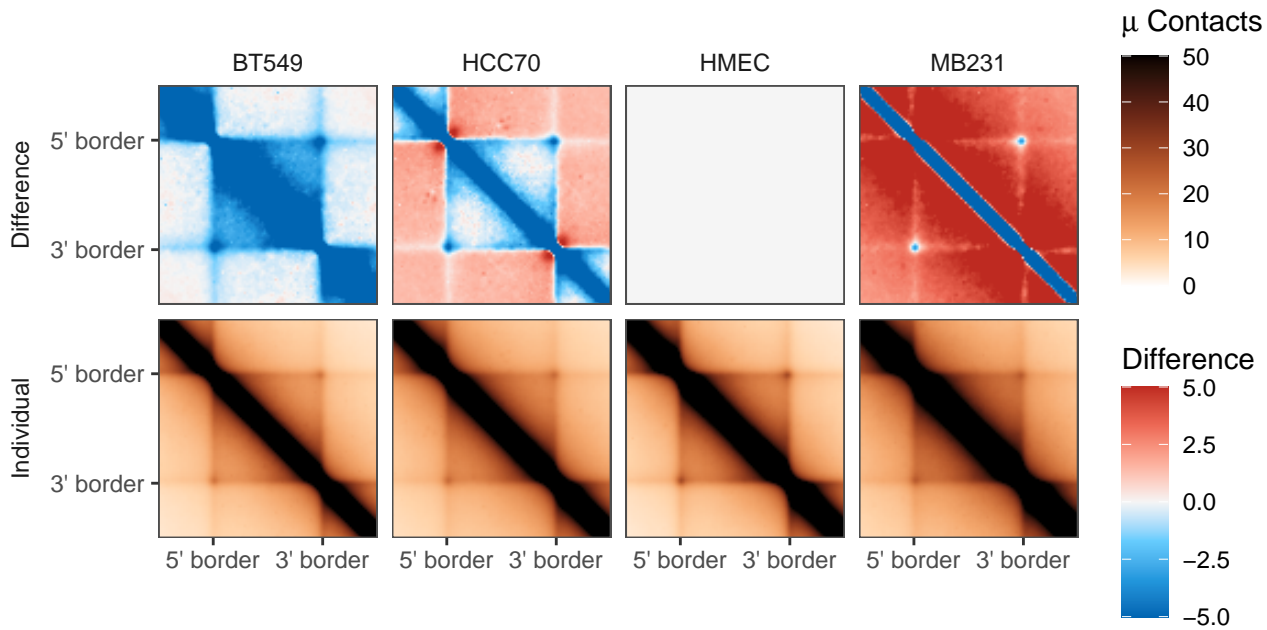 BT549
HCC70
HMEC
MB231
Difference
5' border
3' border
Individual
5' border
3' border
5' border 3' border
5' border 3' border
5' border 3' border
5' border 3' border
μ Contacts
50
40
30
20
10
0
Difference
5.0
2.5
0.0
−2.5
−5.0